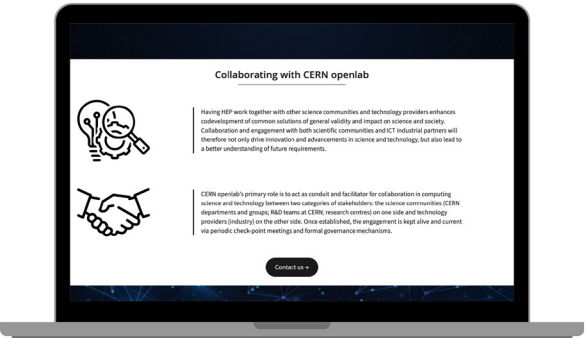 Collaborating with CERN openlab
Having HEP work together with other science communities and technology providers enhances
codevelopment of common solutions of general validity and impact on science and society.
Collaboration and engagement with both scientific communities and ICT industrial partners will
therefore not only drive innovation and advancements in science and technology, but also lead to
a better understanding of future requirements.
CERN openlab's primary role is to act as conduit and facilitator for collaboration in computing
science and technology between two categories of stakeholders: the science communities (CERN
departments and groups; R&D teams at CERN; research centres) on one side and technology
providers (industry) on the other side. Once established, the engagement is kept alive and current
via periodic check-point meetings and formal governance mechanisms.
Contact us →